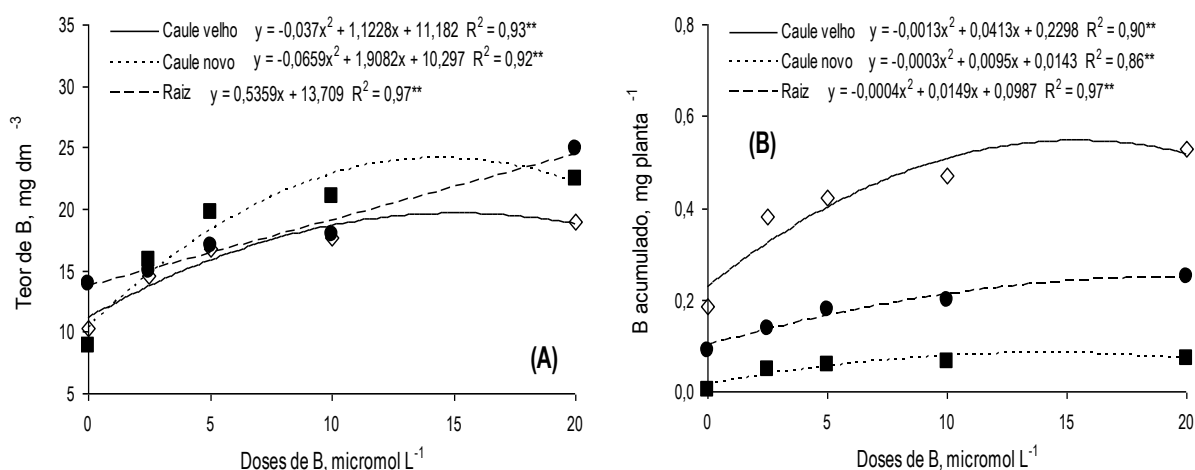 Caule velho y = -0,037x² + 1,1228x + 11,182 R² = 0,93**
Caule novo y = -0,0659x² + 1,9082x + 10,297 R² = 0,92**
Raiz y = 0,5359x + 13,709 R² = 0,97**
Teor de B, mg dm ⁻³
35
30
25
20
15
10
5
(A)
0 5 10 15 20
Doses de B, micromol L⁻¹
Caule velho y = -0,0013x² + 0,0413x + 0,2298 R² = 0,90**
Caule novo y = -0,0003x² + 0,0095x + 0,0143 R² = 0,86**
Raiz y = -0,0004x² + 0,0149x + 0,0987 R² = 0,97**
B acumulado, mg planta ⁻¹
0,8
0,6
0,4
0,2
0,0
(B)
0 5 10 15 20
Doses de B, micromol L⁻¹